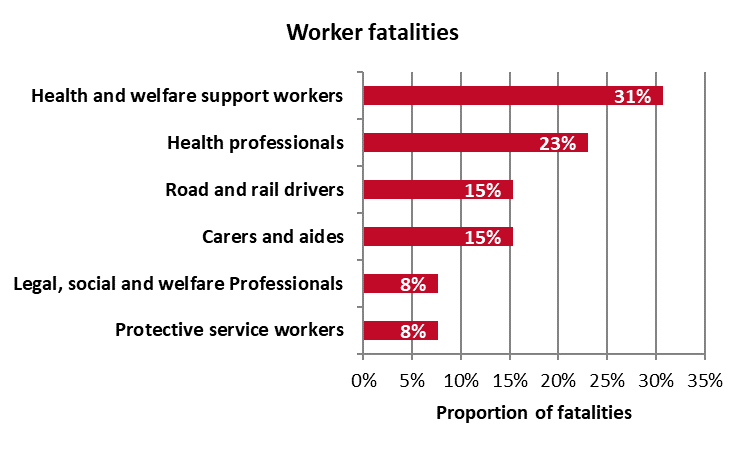 Worker fatalities
Health and welfare support workers 31%
Health professionals 23%
Road and rail drivers 15%
Carers and aides 15%
Legal, social and welfare Professionals 8%
Protective service workers 8%
0% 5% 10% 15% 20% 25% 30% 35%
Proportion of fatalities